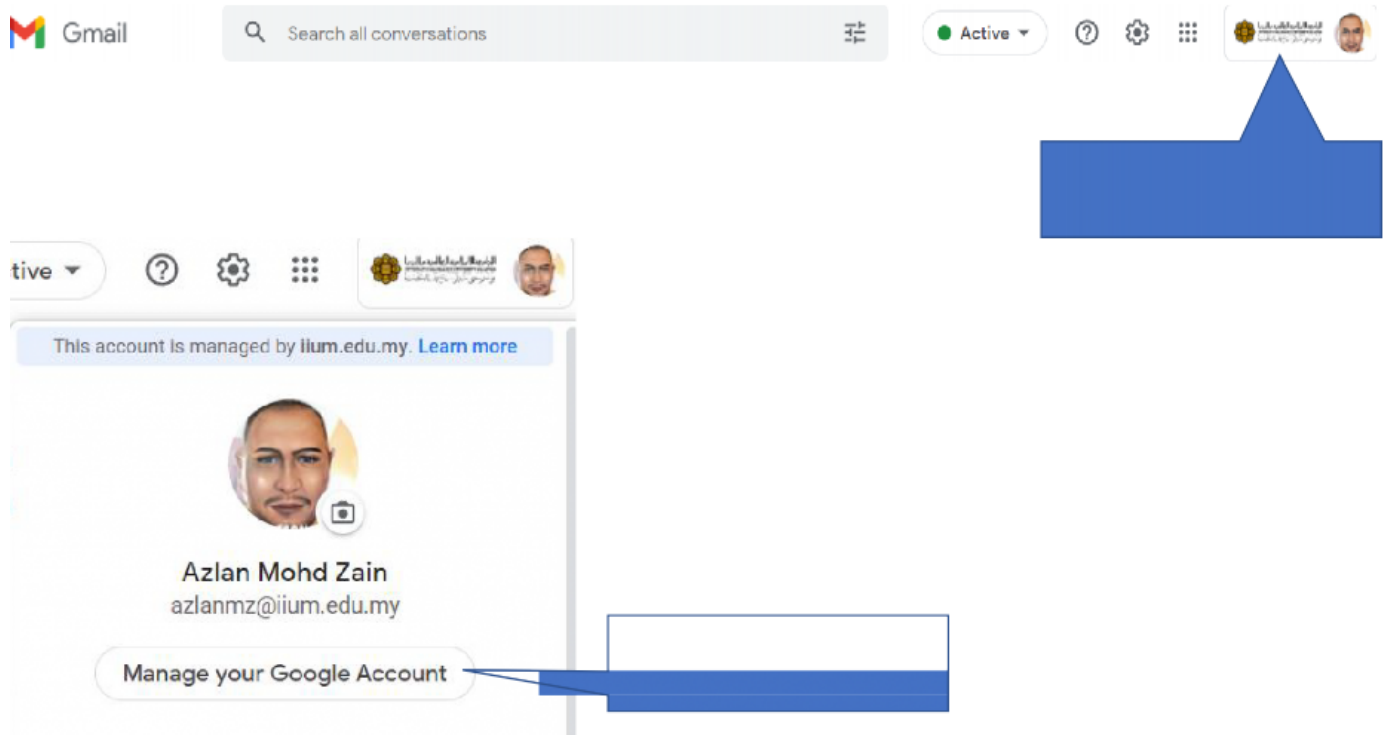 Gmail
Search all conversations
Active
tive
This account is managed by iium.edu.my. Learn more
Azlan Mohd Zain
azlanmz@iium.edu.my
Manage your Google Account